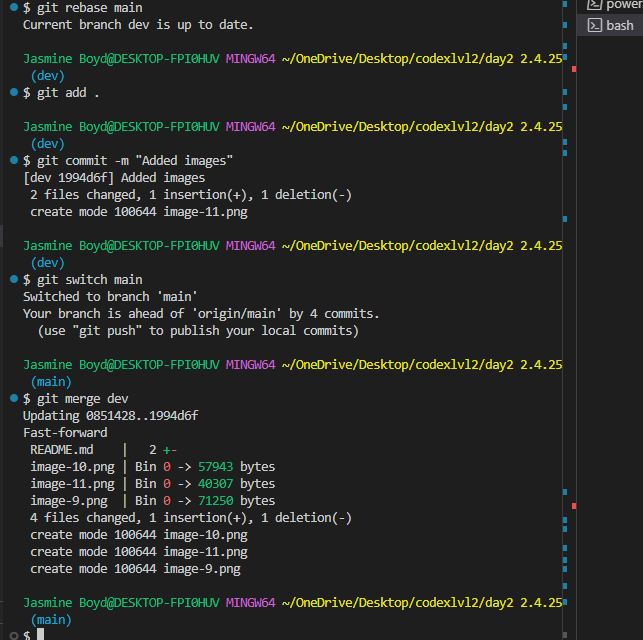 $ git rebase main
Current branch dev is up to date.
Jasmine Boyd@DESKTOP-FPI0HUV MINGW64 ~/OneDrive/Desktop/codexlvl2/day2 2.4.25
(dev)
$ git add .
Jasmine Boyd@DESKTOP-FPI0HUV MINGW64 ~/OneDrive/Desktop/codexlvl2/day2 2.4.25
(dev)
$ git commit -m "Added images"
[dev 1994d6f] Added images
2 files changed, 1 insertion(+), 1 deletion(-)
create mode 100644 image-11.png
Jasmine Boyd@DESKTOP-FPI0HUV MINGW64 ~/OneDrive/Desktop/codexlvl2/day2 2.4.25
(dev)
$ git switch main
Switched to branch 'main'
Your branch is ahead of 'origin/main' by 4 commits.
(use "git push" to publish your local commits)
Jasmine Boyd@DESKTOP-FPI0HUV MINGW64 ~/OneDrive/Desktop/codexlvl2/day2 2.4.25
(main)
$ git merge dev
Updating 0851428..1994d6f
Fast-forward
README.md | 2 +-
image-10.png | Bin 0 -> 57943 bytes
image-11.png | Bin 0 -> 40307 bytes
image-9.png | Bin 0 -> 71250 bytes
4 files changed, 1 insertion(+), 1 deletion(-)
create mode 100644 image-10.png
create mode 100644 image-11.png
create mode 100644 image-9.png
Jasmine Boyd@DESKTOP-FPI0HUV MINGW64 ~/OneDrive/Desktop/codexlvl2/day2 2.4.25
(main)
$
power
bash